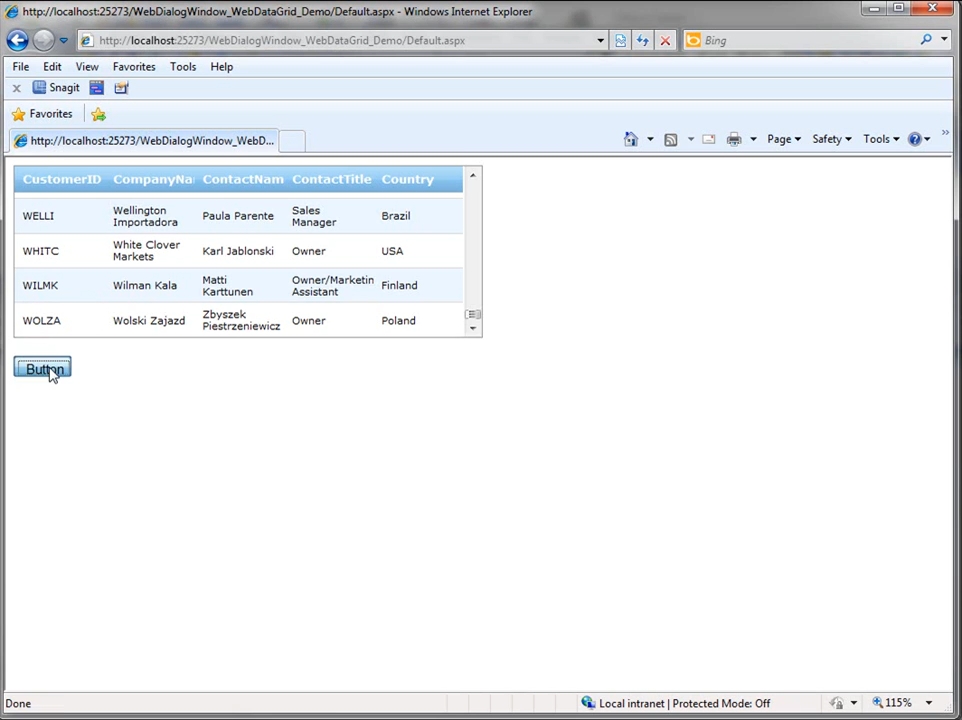 http://localhost:25273/WebDialogWindow_WebDataGrid_Demo/Default.aspx - Windows Internet Explorer
http://localhost:25273/WebDialogWindow_WebDataGrid_Demo/Default.aspx
Bing
File Edit View Favorites Tools Help
Snagit
Favorites
http://localhost:25273/WebDialogWindow_WebD...
Page Safety Tools
CustomerID CompanyNa ContactNam ContactTitle Country
WELLI Wellington Importadora Paula Parente Sales Manager Brazil
WHITC White Clover Markets Karl Jablonski Owner USA
WILMK Wilman Kala Matti Karttunen Owner/Marketin Assistant Finland
WOLZA Wolski Zajazd Zbyszek Piestrzeniewicz Owner Poland
Button
Done
Local intranet | Protected Mode: Off
115%